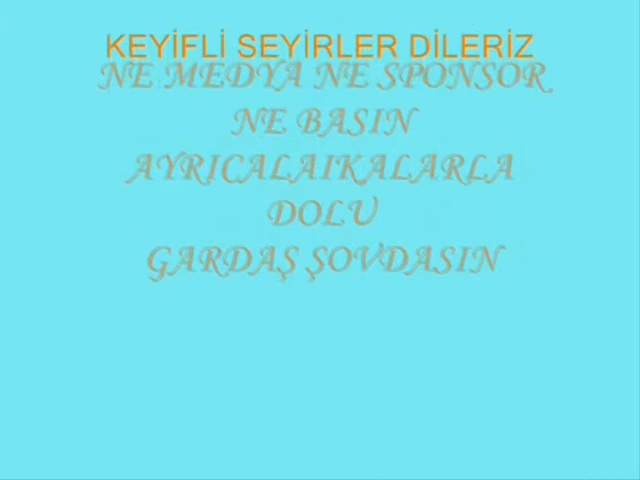 KEYİFLİ SEYİRLER DİLERİZ
NE MEDYA NE SPONSOR
NE BASIN
AYRICALAIKALARLA
DOLU
GARDAŞ ŞOVDASIN